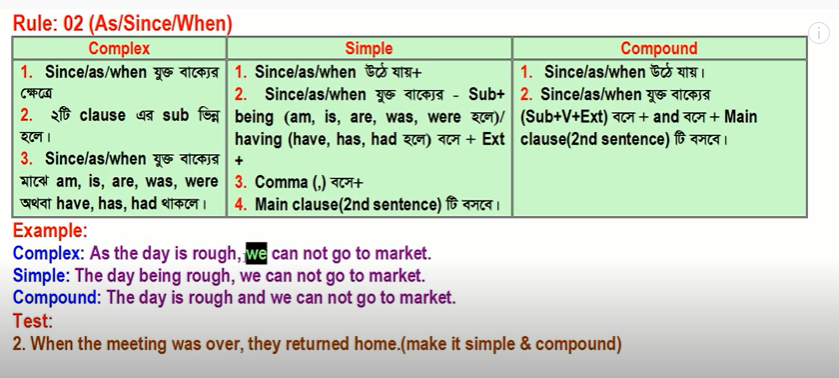 Rule: 02 (As/Since/When)
Complex
Simple
Compound
1. Since/as/when যুক্ত বাক্যের
ক্ষেত্রে
2. ২টি clause এর sub ভিন্ন
হলে।
3. Since/as/when যুক্ত বাক্যের
মাঝে am, is, are, was, were
অথবা have, has, had থাকলে।
1. Since/as/when উঠে যায়+
2. Since/as/when যুক্ত বাক্যের - Sub+
being (am, is, are, was, were হলে)/
having (have, has, had হলে) বসে + Ext
+
3. Comma (,) বসে+
4. Main clause(2nd sentence) টি বসবে।
1. Since/as/when উঠে যায়।
2. Since/as/when যুক্ত বাক্যের
(Sub+V+Ext) বসে + and বসে + Main
clause(2nd sentence) টি বসবে।
Example:
Complex: As the day is rough, we can not go to market.
Simple: The day being rough, we can not go to market.
Compound: The day is rough and we can not go to market.
Test:
2. When the meeting was over, they returned home.(make it simple & compound)